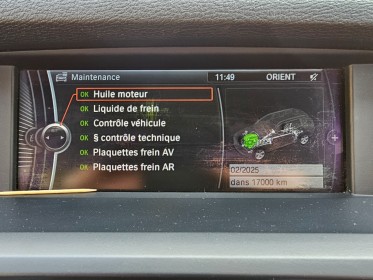 Maintenance 11:49 ORIENT
OK Huile moteur
OK Liquide de frein
OK Contrôle véhicule
OK § contrôle technique
OK Plaquettes frein AV
OK Plaquettes frein AR
02/2025
dans 17000 km